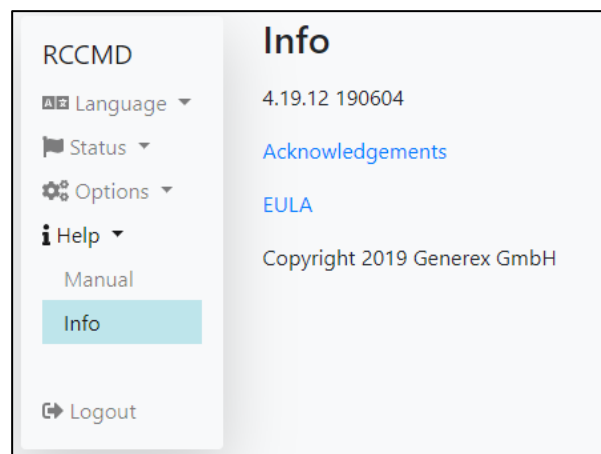 RCCMD
Language
Status
Options
Help
Manual
Info
Logout
Info
4.19.12 190604
Acknowledgements
EULA
Copyright 2019 Generex GmbH